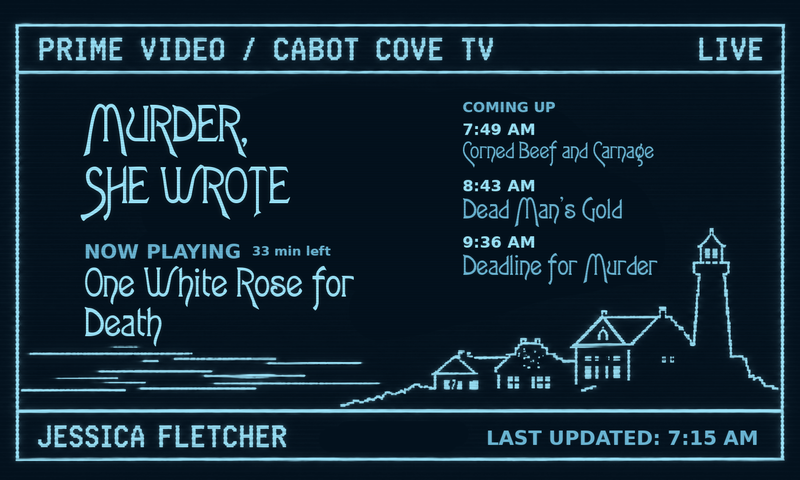 PRIME VIDEO / CABOT COVE TV
LIVE
MURDER,
SHE WROTE
NOW PLAYING 33 min left
One White Rose for
Death
COMING UP
7:49 AM
Corned Beef and Carnage
8:43 AM
Dead Man's Gold
9:36 AM
Deadline for Murder
JESSICA FLETCHER
LAST UPDATED: 7:15 AM